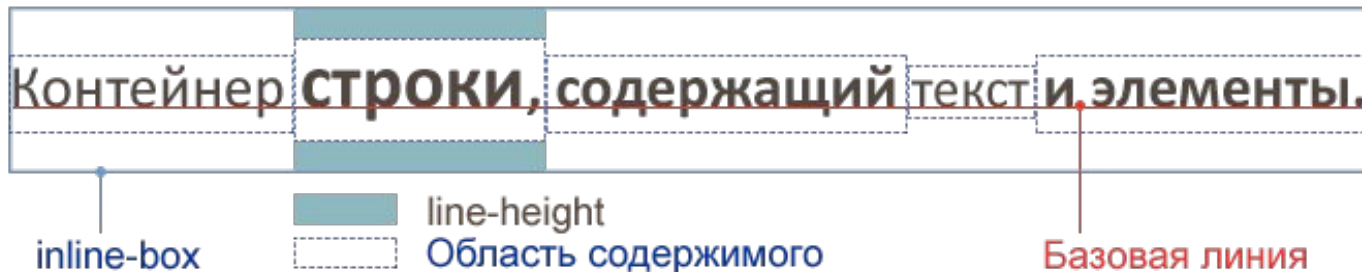 Контейнер строки, содержащий текст и элементы.
line-height
inline-box Область содержимого Базовая линия